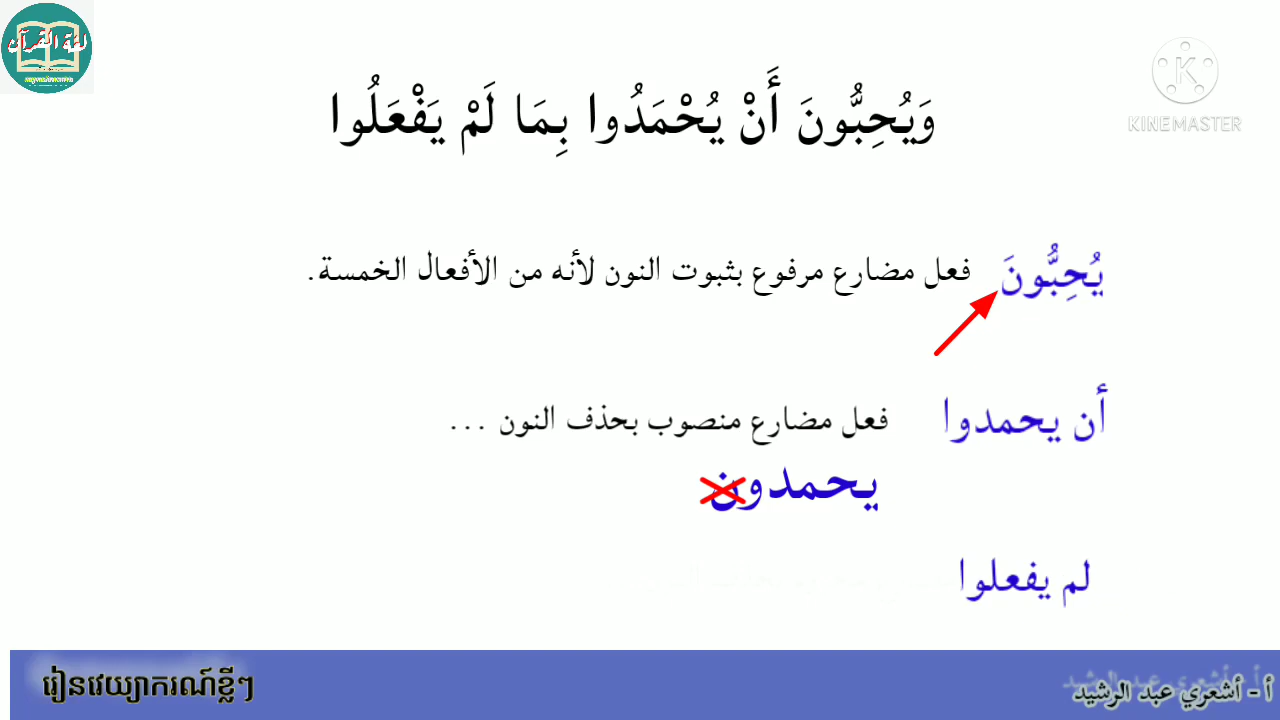 لغة القرآن
KINEMASTER
وَيُحِبُّونَ أَنْ يُحْمَدُوا بِمَا لَمْ يَفْعَلُوا
يُحِبُّونَ فعل مضارع مرفوع بثبوت النون لأنه من الأفعال الخمسة.
أن يحمدوا فعل مضارع منصوب بحذف النون ...
يحمدون
لم يفعلوا
រៀនវេយ្យាករណ៍ខ្លីៗ
أ - أشعري عبد الرشيد